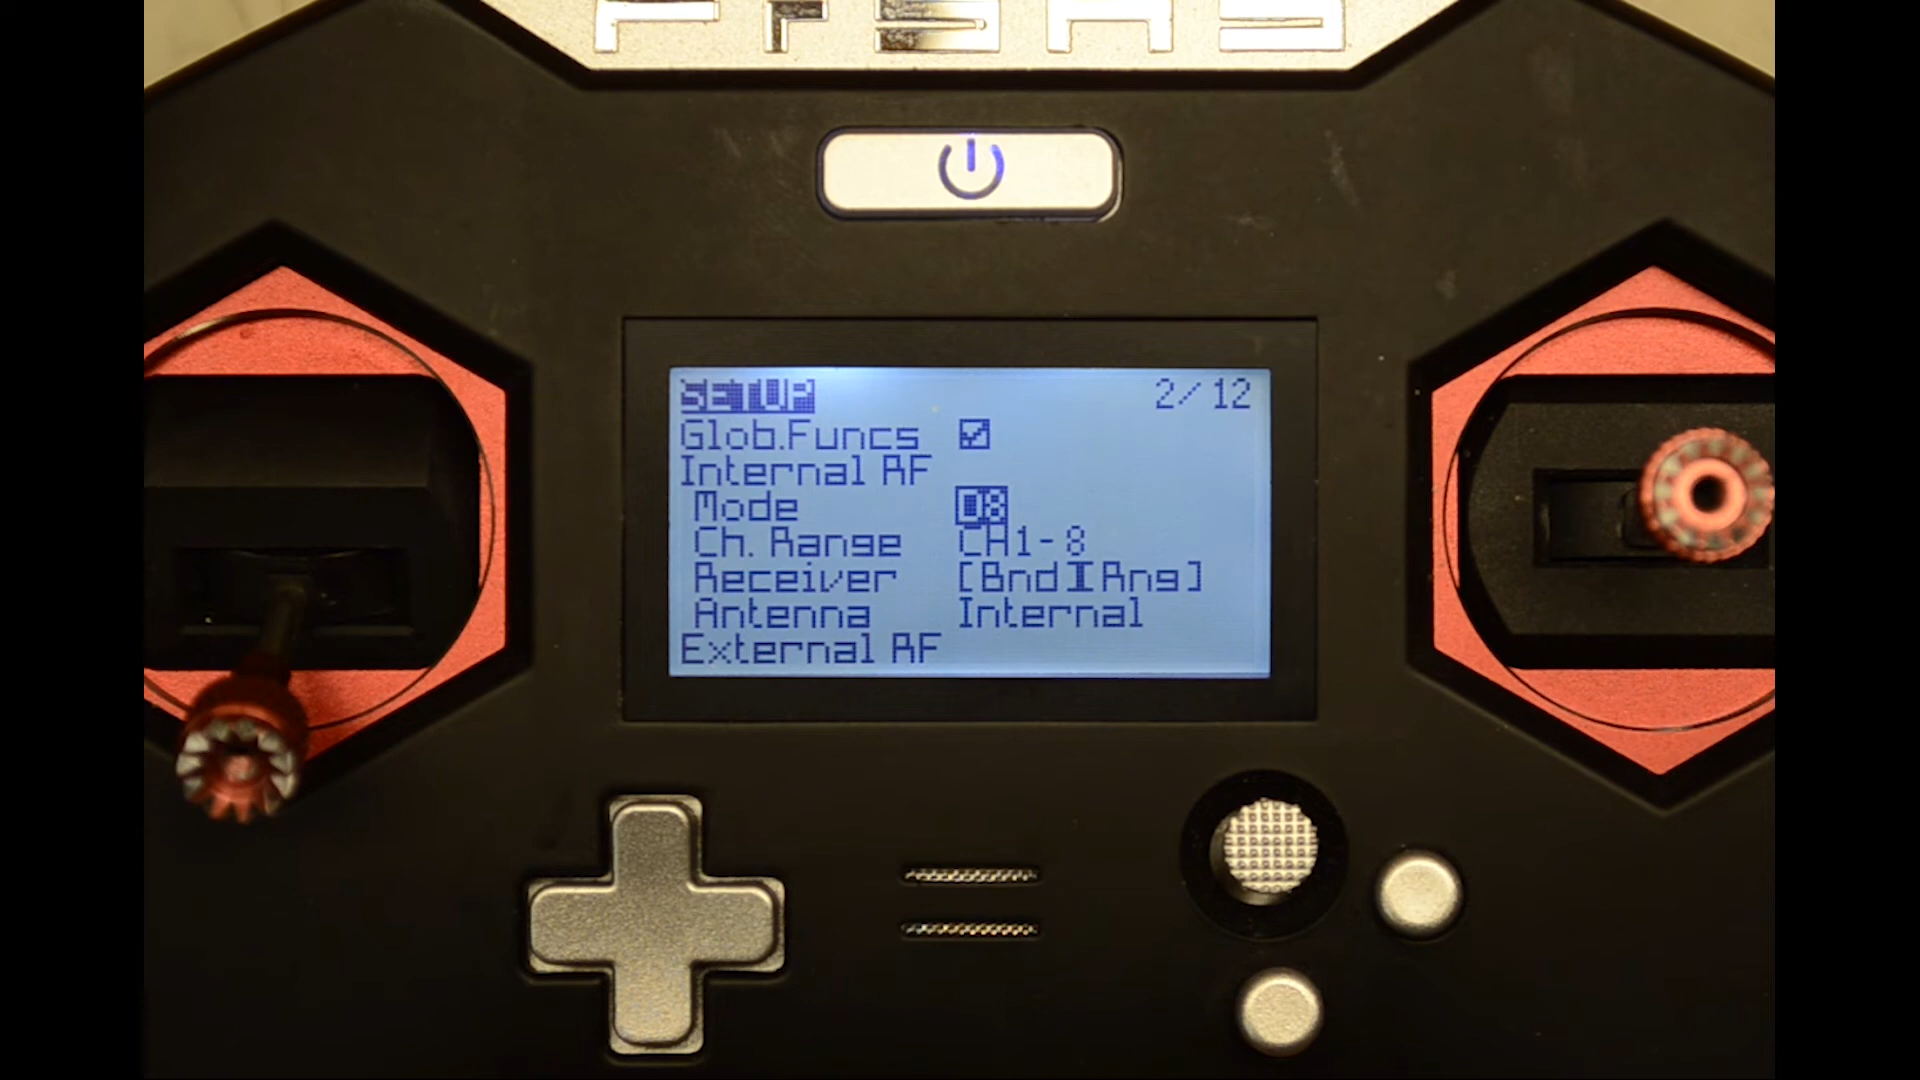 FrSKY
SETUP 2/12
Glob.Funcs
Internal RF
Mode D8
Ch. Range CH1-8
Receiver [Bnd Rng]
Antenna Internal
External RF